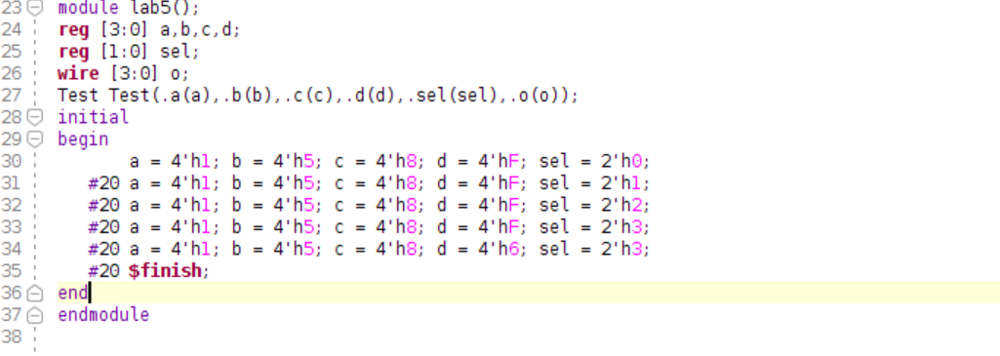 23 module lab5();
24 reg [3:0] a,b,c,d;
25 reg [1:0] sel;
26 wire [3:0] o;
27 Test Test(.a(a),.b(b),.c(c),.d(d),.sel(sel),.o(o));
28 initial
29 begin
30 a = 4'h1; b = 4'h5; c = 4'h8; d = 4'hF; sel = 2'h0;
31 #20 a = 4'h1; b = 4'h5; c = 4'h8; d = 4'hF; sel = 2'h1;
32 #20 a = 4'h1; b = 4'h5; c = 4'h8; d = 4'hF; sel = 2'h2;
33 #20 a = 4'h1; b = 4'h5; c = 4'h8; d = 4'hF; sel = 2'h3;
34 #20 a = 4'h1; b = 4'h5; c = 4'h8; d = 4'h6; sel = 2'h3;
35 #20 $finish;
36 end
37 endmodule
38